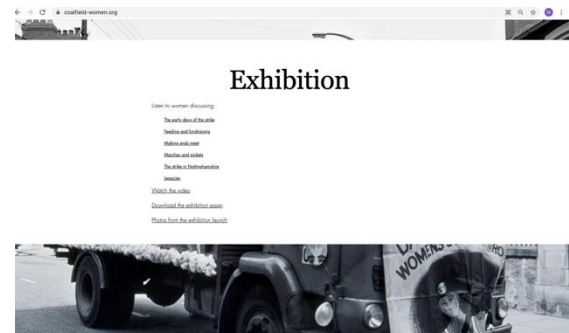 coalfield-women.org
N
Exhibition
Listen to women discussing:
The early days of the strike
Feeding and fundraising
Making ends meet
Marches and pickets
The strike in Nottinghamshire
Legacies
Watch the video
Download the exhibition essay
Photos from the exhibition launch
WOMEN